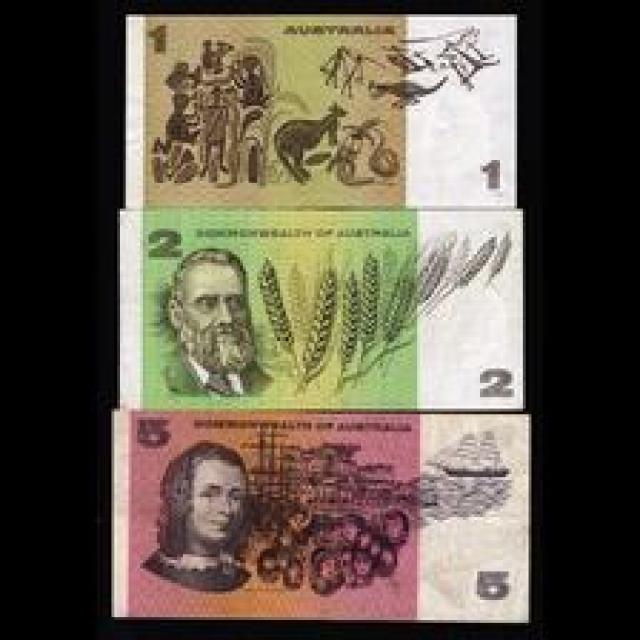 1 AUSTRALIA
1
2 COMMONWEALTH OF AUSTRALIA
2
5 COMMONWEALTH OF AUSTRALIA
5